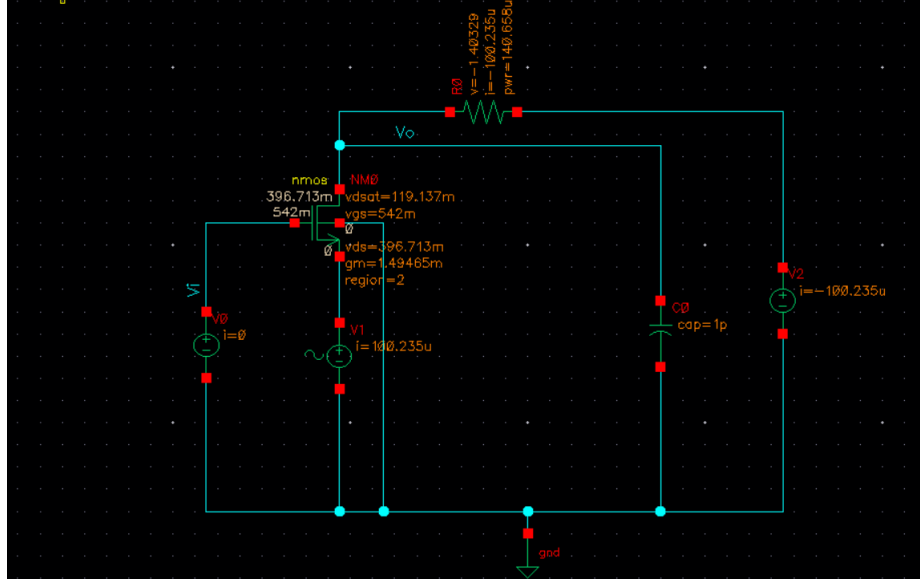 R0
v=-1.40329
i=-100.235u
pwr=140.658u
Vo
nmos
NM0
396.713m
vdsat=119.137m
542m
vgs=542m
0
0
vds=396.713m
gm=1.49465m
region=2
Vi
V0
i=0
V1
i=100.235u
C0
cap=1p
V2
i=-100.235u
gnd